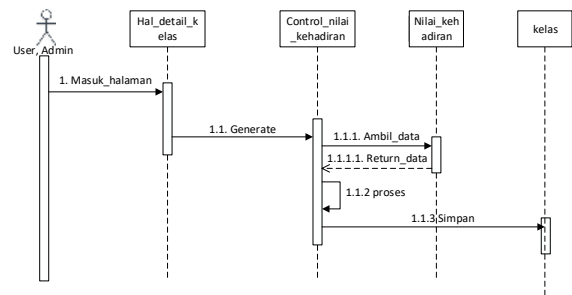 Hal_detail_k
elas
Control_nilai
_kehadiran
Nilai_keh
adiran
kelas
User, Admin
1. Masuk_halaman
1.1. Generate
1.1.1. Ambil_data
1.1.1.1. Return_data
1.1.2 proses
1.1.3 Simpan